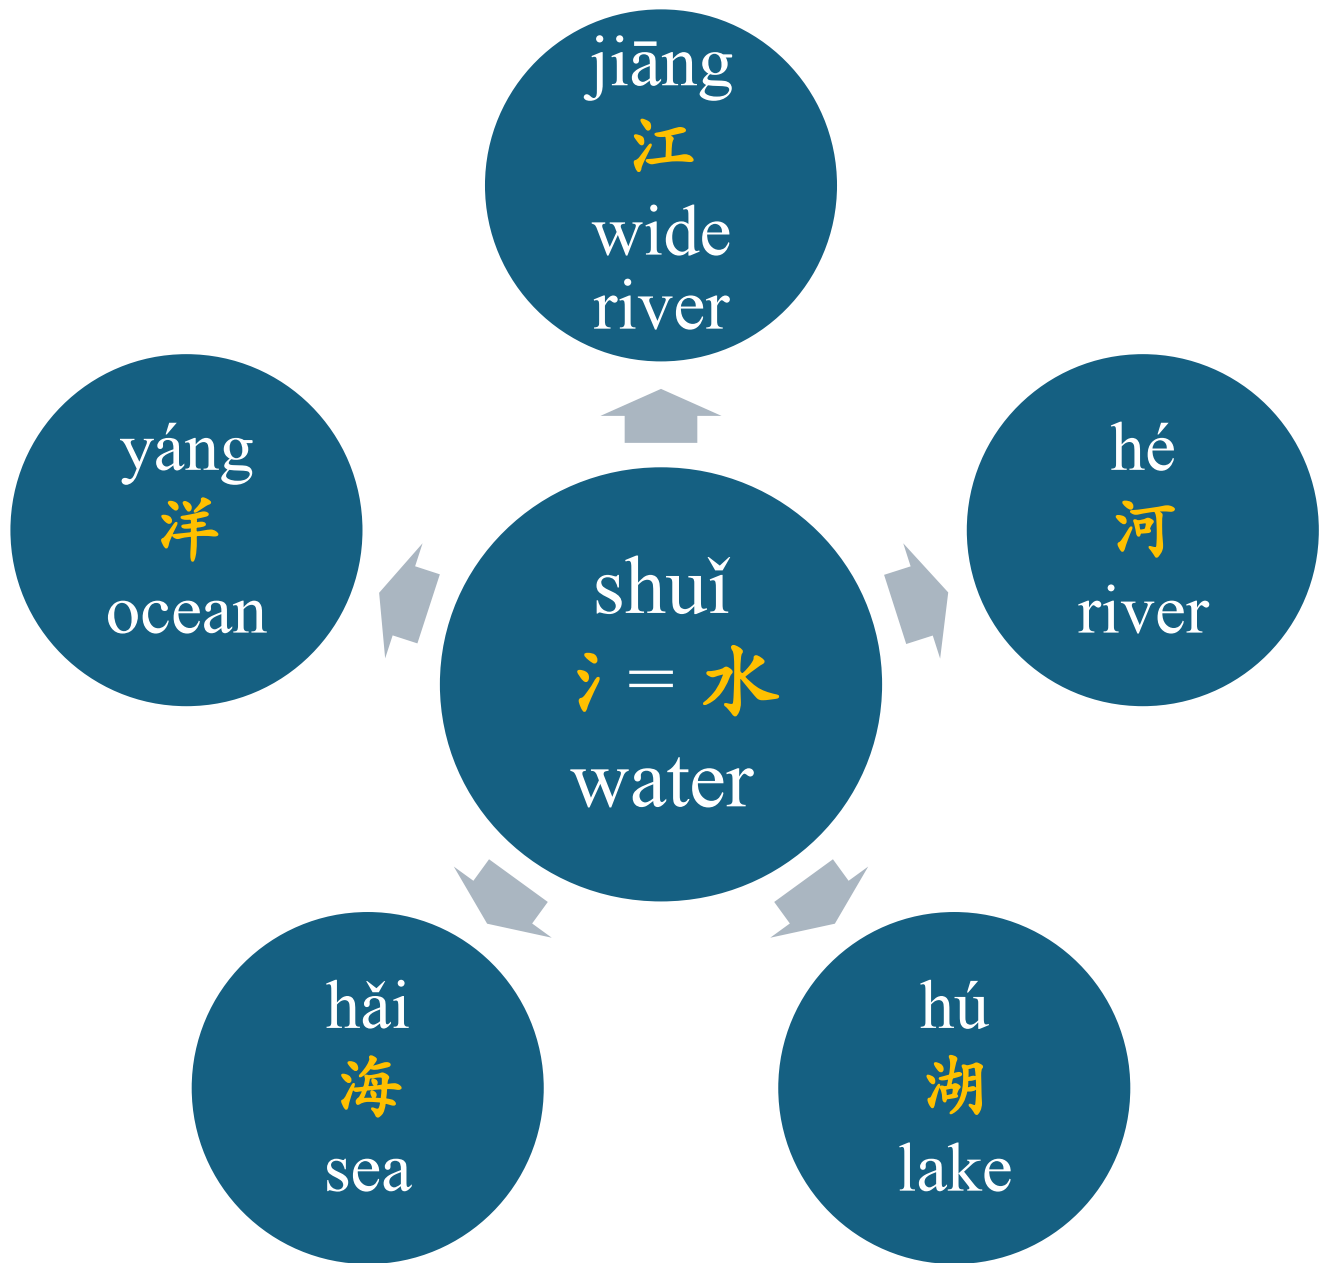 jiāng
江
wide
river
yáng
洋
ocean
hé
河
river
shuǐ
氵= 水
water
hǎi
海
sea
hú
湖
lake